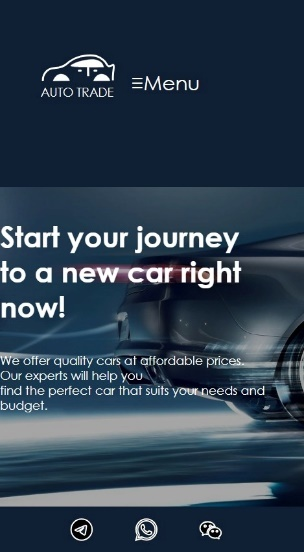 AUTO TRADE
Menu
Start your journey
to a new car right
now!
We offer quality cars at affordable prices.
Our experts will help you
find the perfect car that suits your needs and
budget.